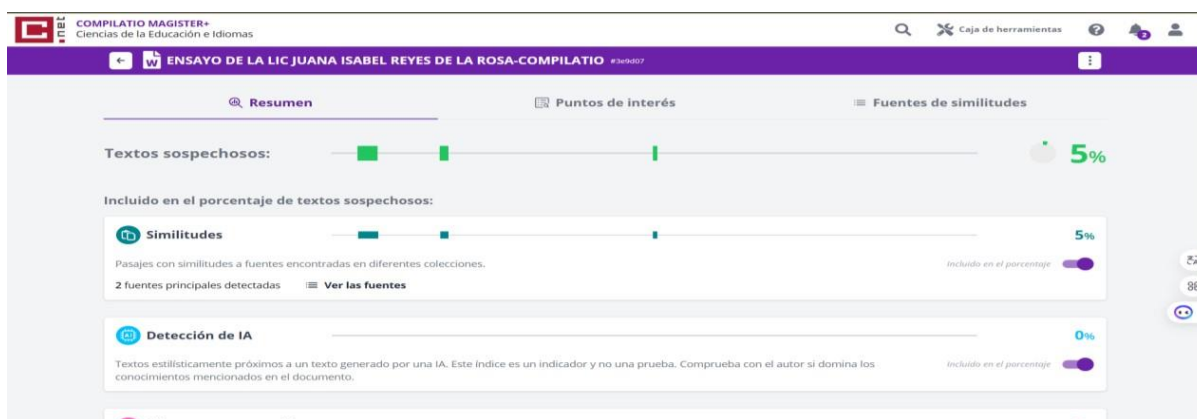 net
COMPILATIO MAGISTER+
Ciencias de la Educación e Idiomas
Caja de herramientas
2
ENSAYO DE LA LIC JUANA ISABEL REYES DE LA ROSA-COMPILATIO #3e9d07
Resumen
Puntos de interés
Fuentes de similitudes
Textos sospechosos:
5%
Incluido en el porcentaje de textos sospechosos:
Similitudes
5%
Pasajes con similitudes a fuentes encontradas en diferentes colecciones.
Incluido en el porcentaje
2 fuentes principales detectadas
Ver las fuentes
Detección de IA
0%
Textos estilísticamente próximos a un texto generado por una IA. Este índice es un indicador y no una prueba. Comprueba con el autor si domina los
conocimientos mencionados en el documento.
Incluido en el porcentaje